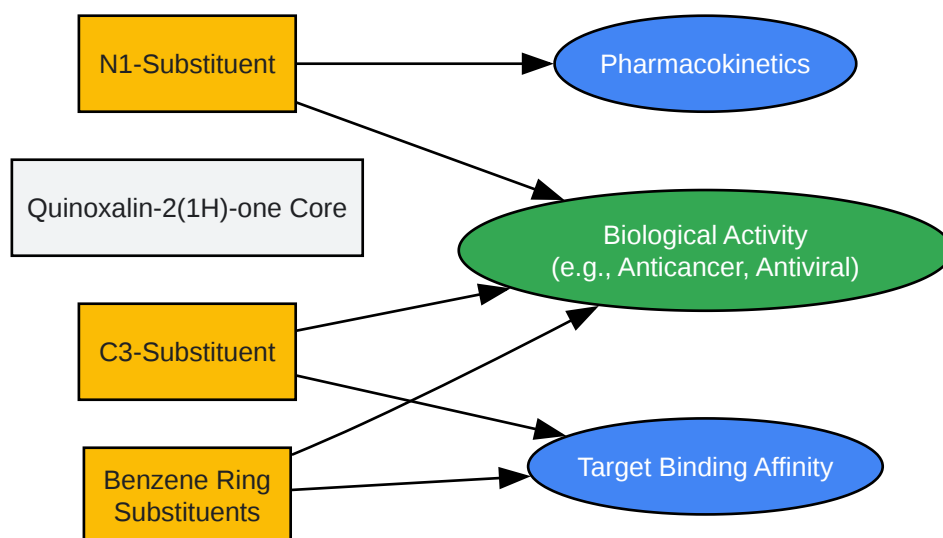 N1-Substituent
Pharmacokinetics
Quinoxalin-2(1H)-one Core
Biological Activity
(e.g., Anticancer, Antiviral)
C3-Substituent
Benzene Ring
Substituents
Target Binding Affinity